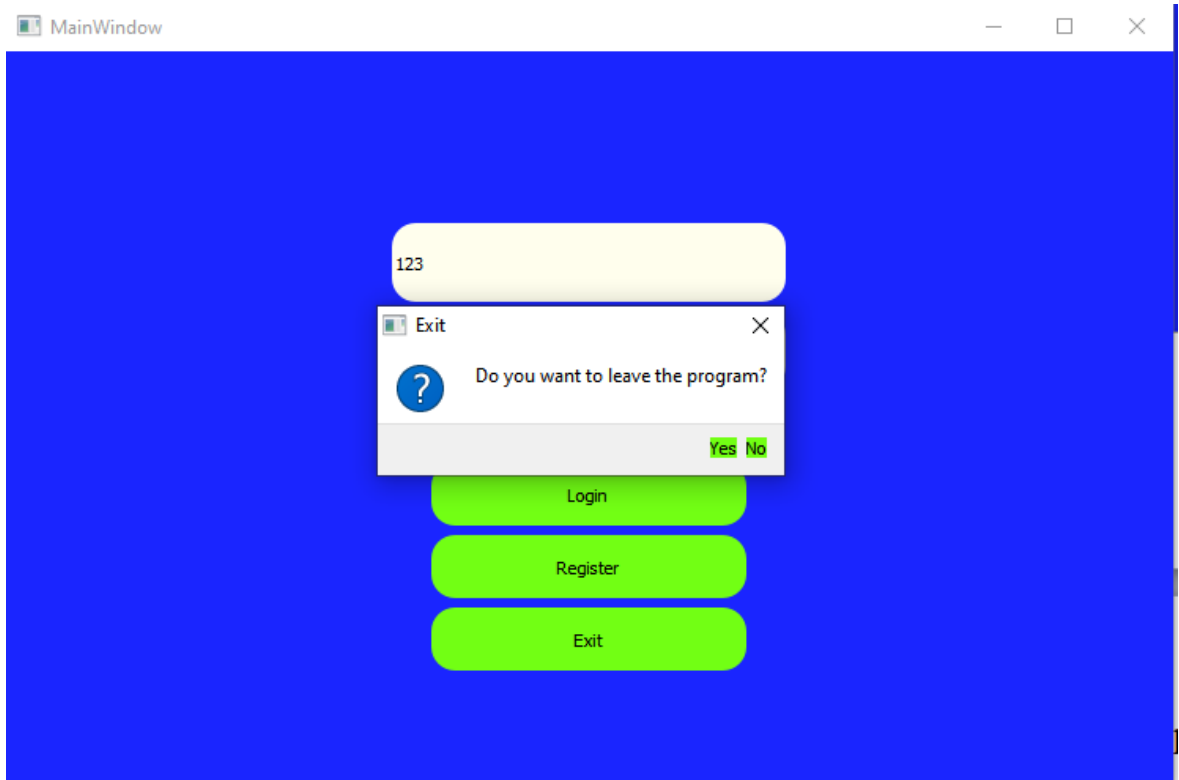 MainWindow
123
Exit
Do you want to leave the program?
Yes No
Login
Register
Exit